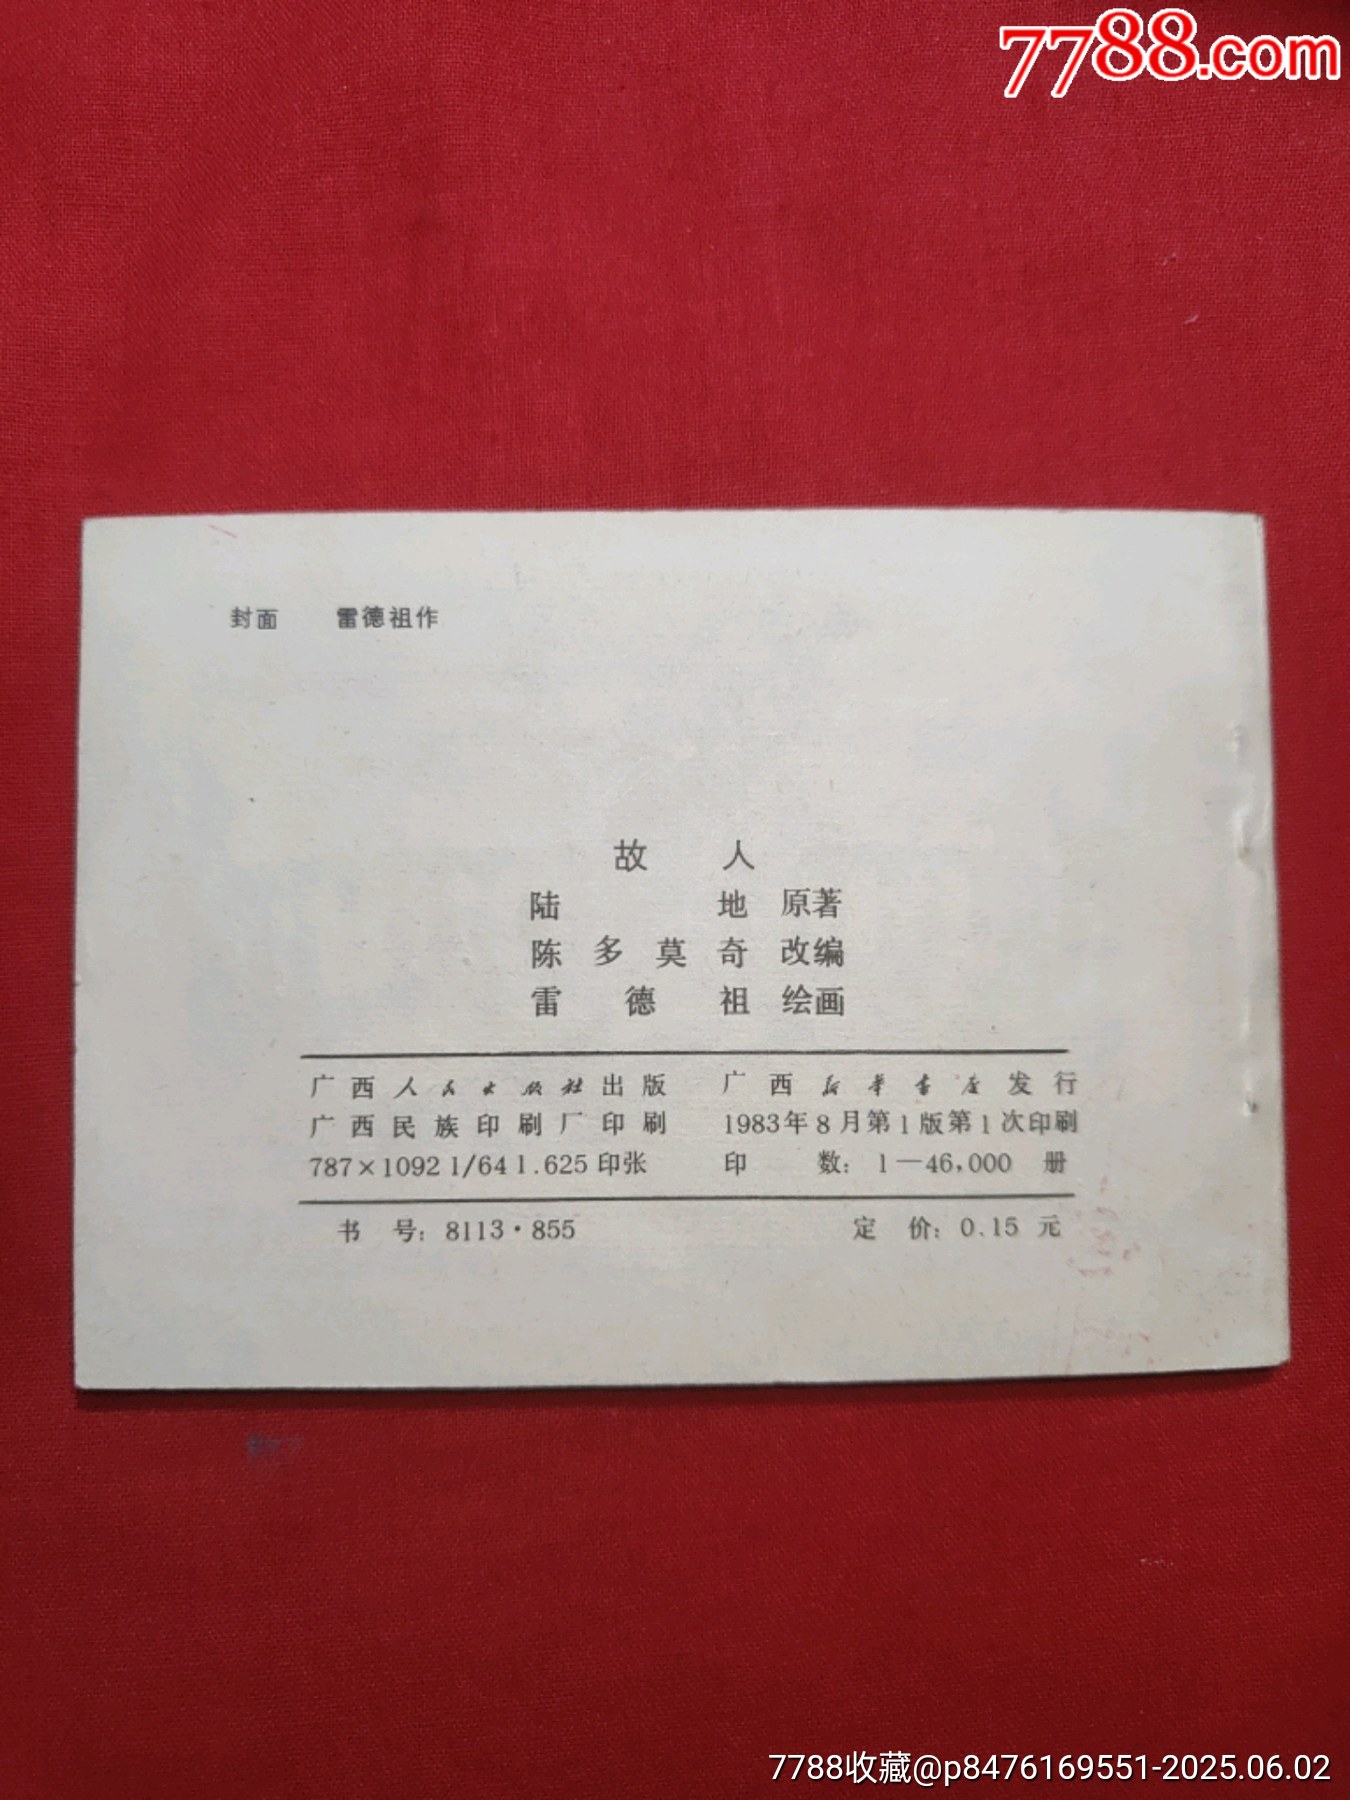 7788.com
封面 雷德祖作
故人
陆地 原著
陈多莫奇 改编
雷德祖 绘画
广西人民出版社出版 广西新华书店发行
广西民族印刷厂印刷 1983年8月第1版第1次印刷
787×1092 1/64 1.625印张 印数：1—46,000 册
书号：8113·855 定价：0.15 元
7788收藏@p8476169551-2025.06.02